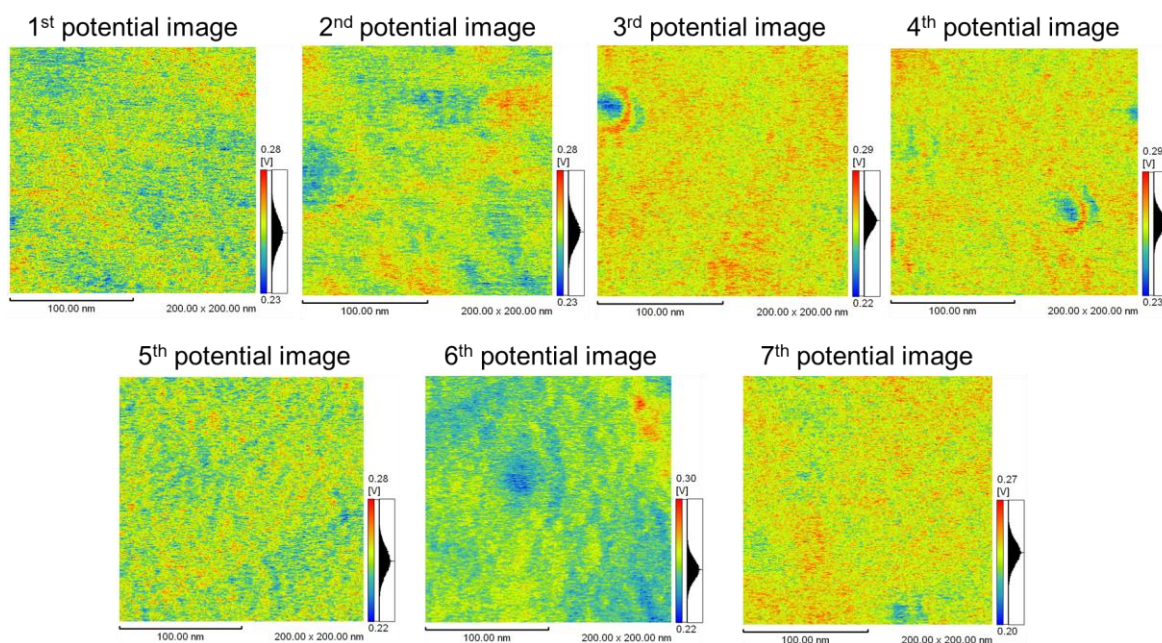 1st potential image
0.28
[V]
0.23
100.00 nm
200.00 x 200.00 nm
2nd potential image
0.28
[V]
0.23
100.00 nm
200.00 x 200.00 nm
3rd potential image
0.29
[V]
0.22
100.00 nm
200.00 x 200.00 nm
4th potential image
0.29
[V]
0.23
100.00 nm
200.00 x 200.00 nm
5th potential image
0.28
[V]
0.22
100.00 nm
200.00 x 200.00 nm
6th potential image
0.30
[V]
0.22
100.00 nm
200.00 x 200.00 nm
7th potential image
0.27
[V]
0.20
100.00 nm
200.00 x 200.00 nm